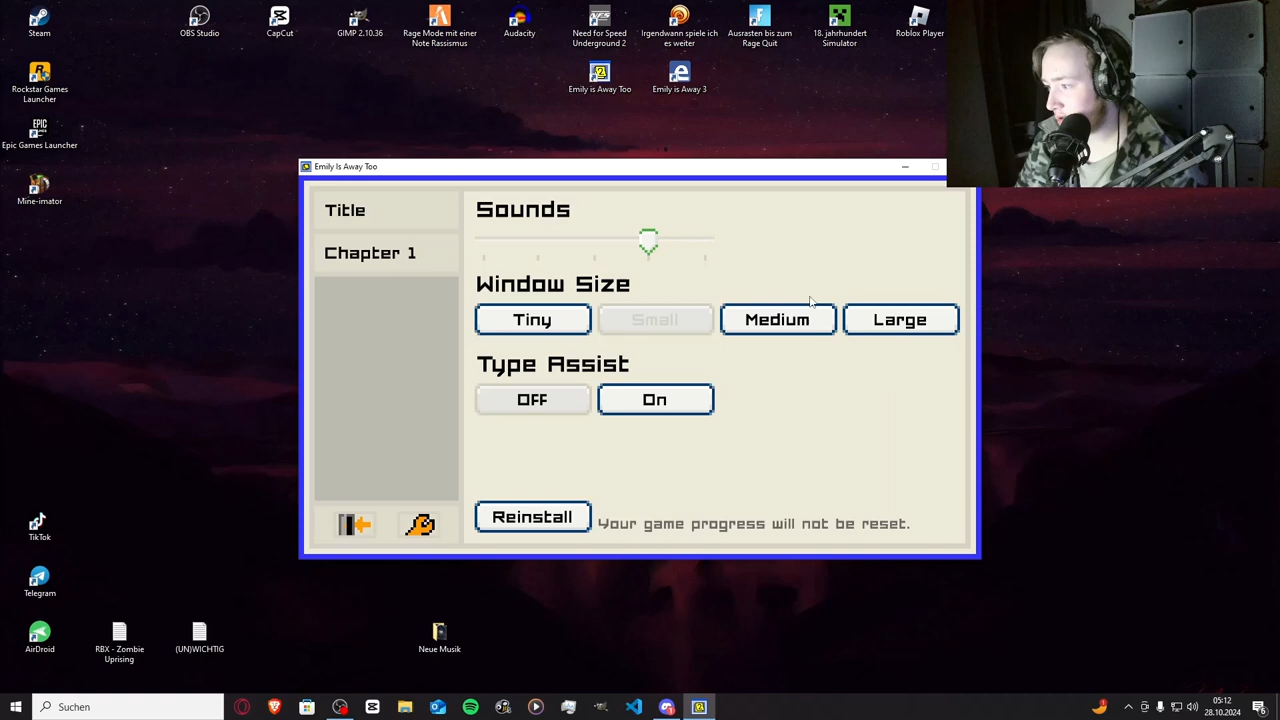 Steam
OBS Studio
CapCut
GIMP 2.10.36
Rage Mode mit einer
Note Rassismus
Audacity
Need for Speed
Underground 2
Irgendwann spiele ich
es weiter
Ausrasten bis zum
Rage Quit
18. jahrhundert
Simulator
Roblox Player
Rockstar Games
Launcher
Emily is Away Too
Emily is Away 3
Epic Games Launcher
Mine-imator
Emily Is Away Too
Title
Chapter 1
Sounds
Window Size
Tiny
Small
Medium
Large
Type Assist
Off
On
Reinstall
Your game progress will not be reset.
TikTok
Telegram
AirDroid
RBX - Zombie
Uprising
(UN)WICHTIG
Neue Musik
Suchen
05:12
28.10.2024